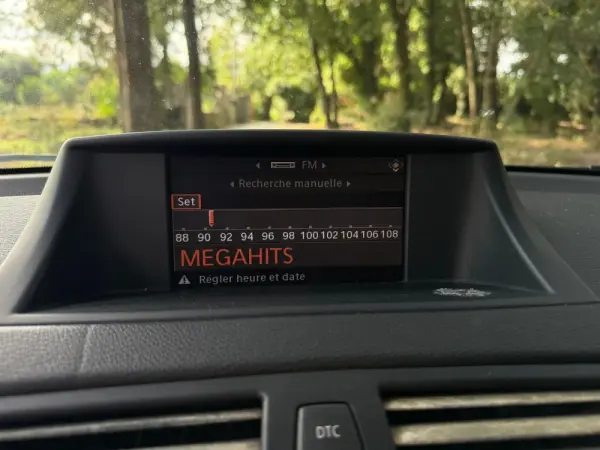 FM
Recherche manuelle
Set
88 90 92 94 96 98 100 102 104 106 108
MEGAHITS
Régler heure et date
DTC